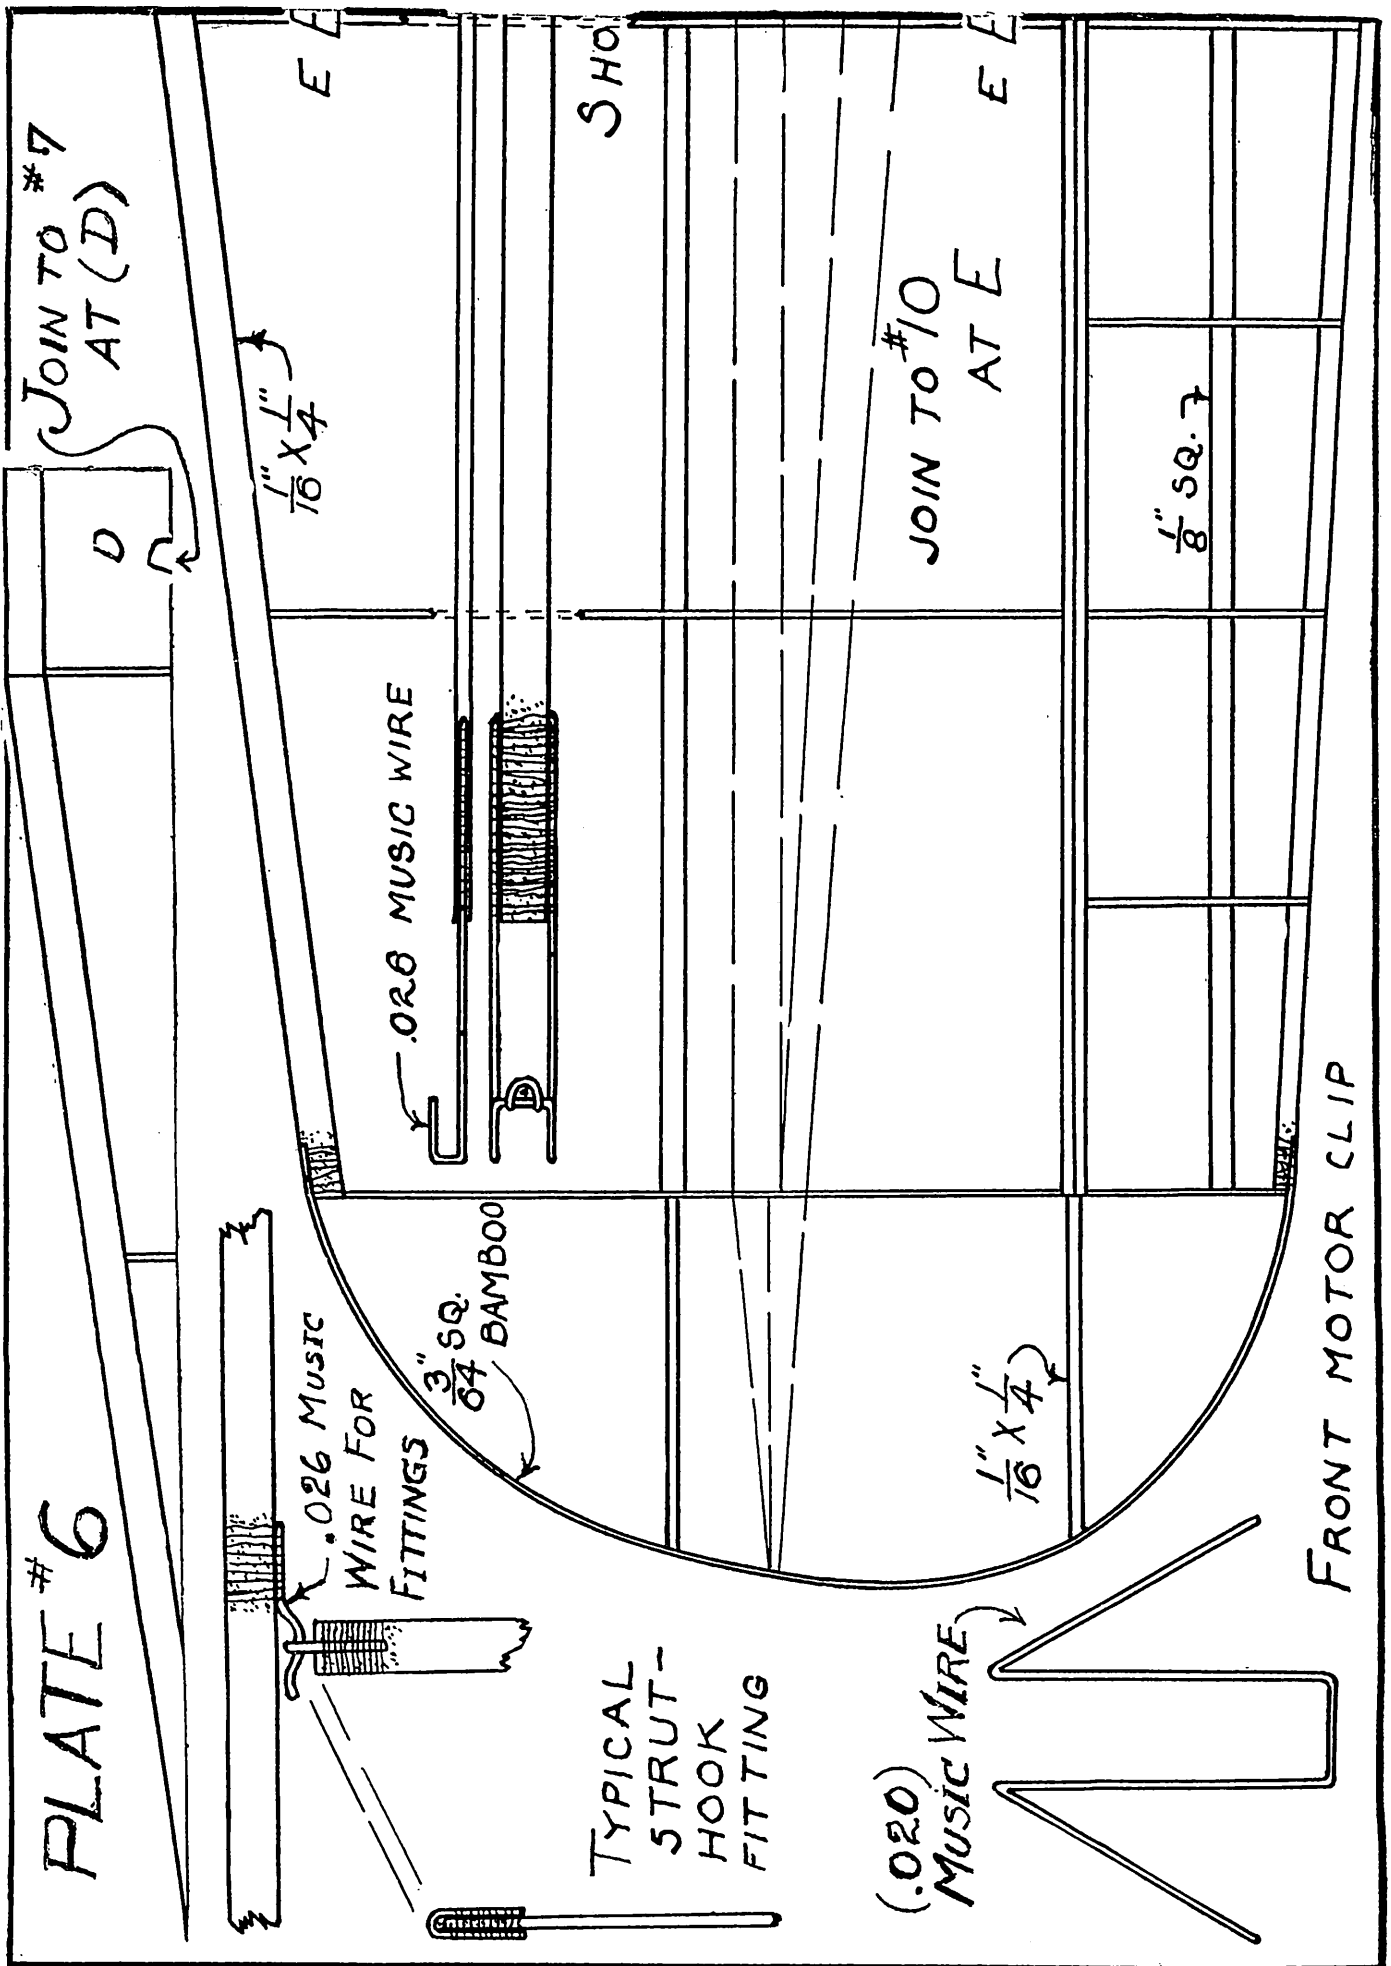 PLATE #6
JOIN TO #7
AT (D)
D
.026 MUSIC
WIRE FOR
FITTINGS
1/16" X 1/4"
E E
.028 MUSIC WIRE
3/64" SQ.
BAMBOO
TYPICAL
STRUT-
HOOK
FITTING
SHO
(.020)
MUSIC WIRE
JOIN TO #10
AT E
E E
1/16" X 1/4"
1/8" SQ.
FRONT MOTOR CLIP